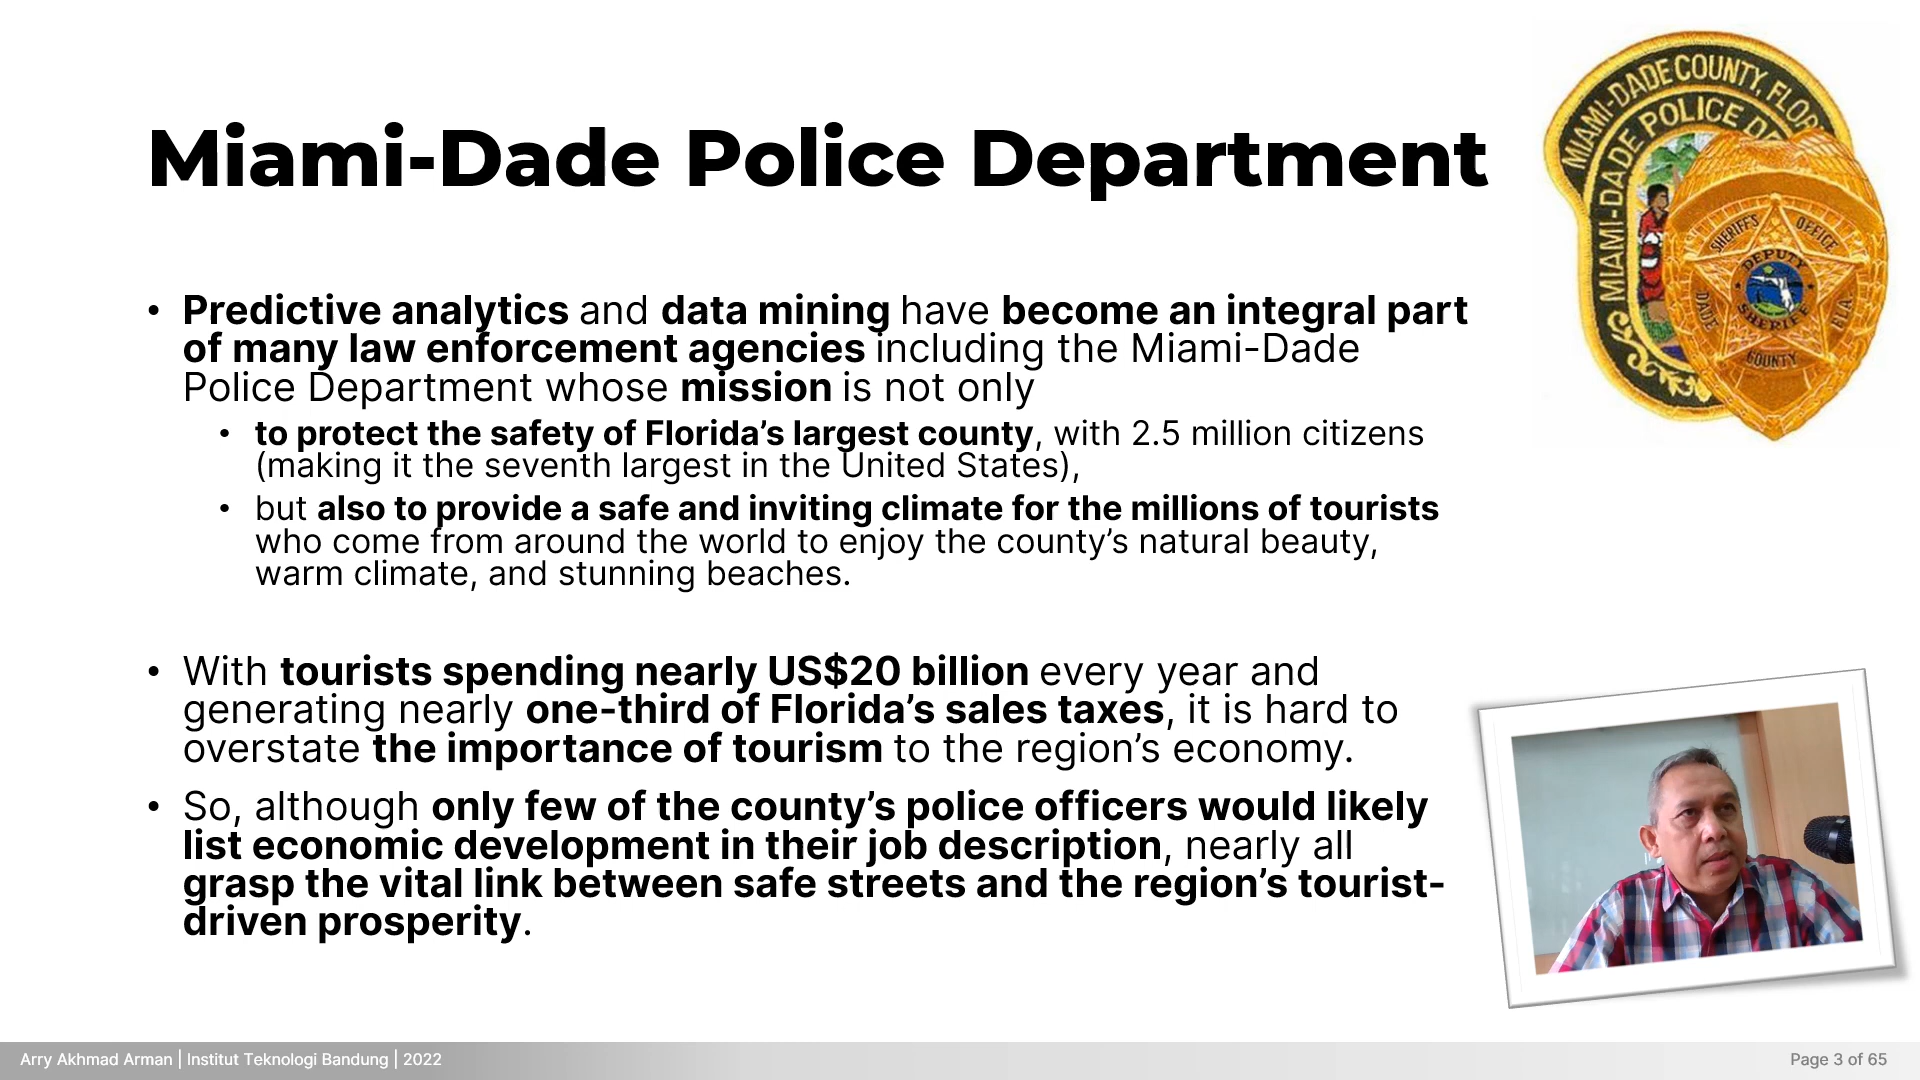 Miami-Dade Police Department
MIAMI-DADE COUNTY, FLOR
MIAMI-DADE POLICE DE
SHERIFF'S OFFICE
DEPUTY
SHERIFF
DADE
FLA.
COUNTY
• Predictive analytics and data mining have become an integral part
of many law enforcement agencies including the Miami-Dade
Police Department whose mission is not only
• to protect the safety of Florida’s largest county, with 2.5 million citizens
(making it the seventh largest in the United States),
• but also to provide a safe and inviting climate for the millions of tourists
who come from around the world to enjoy the county’s natural beauty,
warm climate, and stunning beaches.
• With tourists spending nearly US$20 billion every year and
generating nearly one-third of Florida’s sales taxes, it is hard to
overstate the importance of tourism to the region’s economy.
• So, although only few of the county’s police officers would likely
list economic development in their job description, nearly all
grasp the vital link between safe streets and the region’s tourist-
driven prosperity.
Arry Akhmad Arman | Institut Teknologi Bandung | 2022
Page 3 of 65